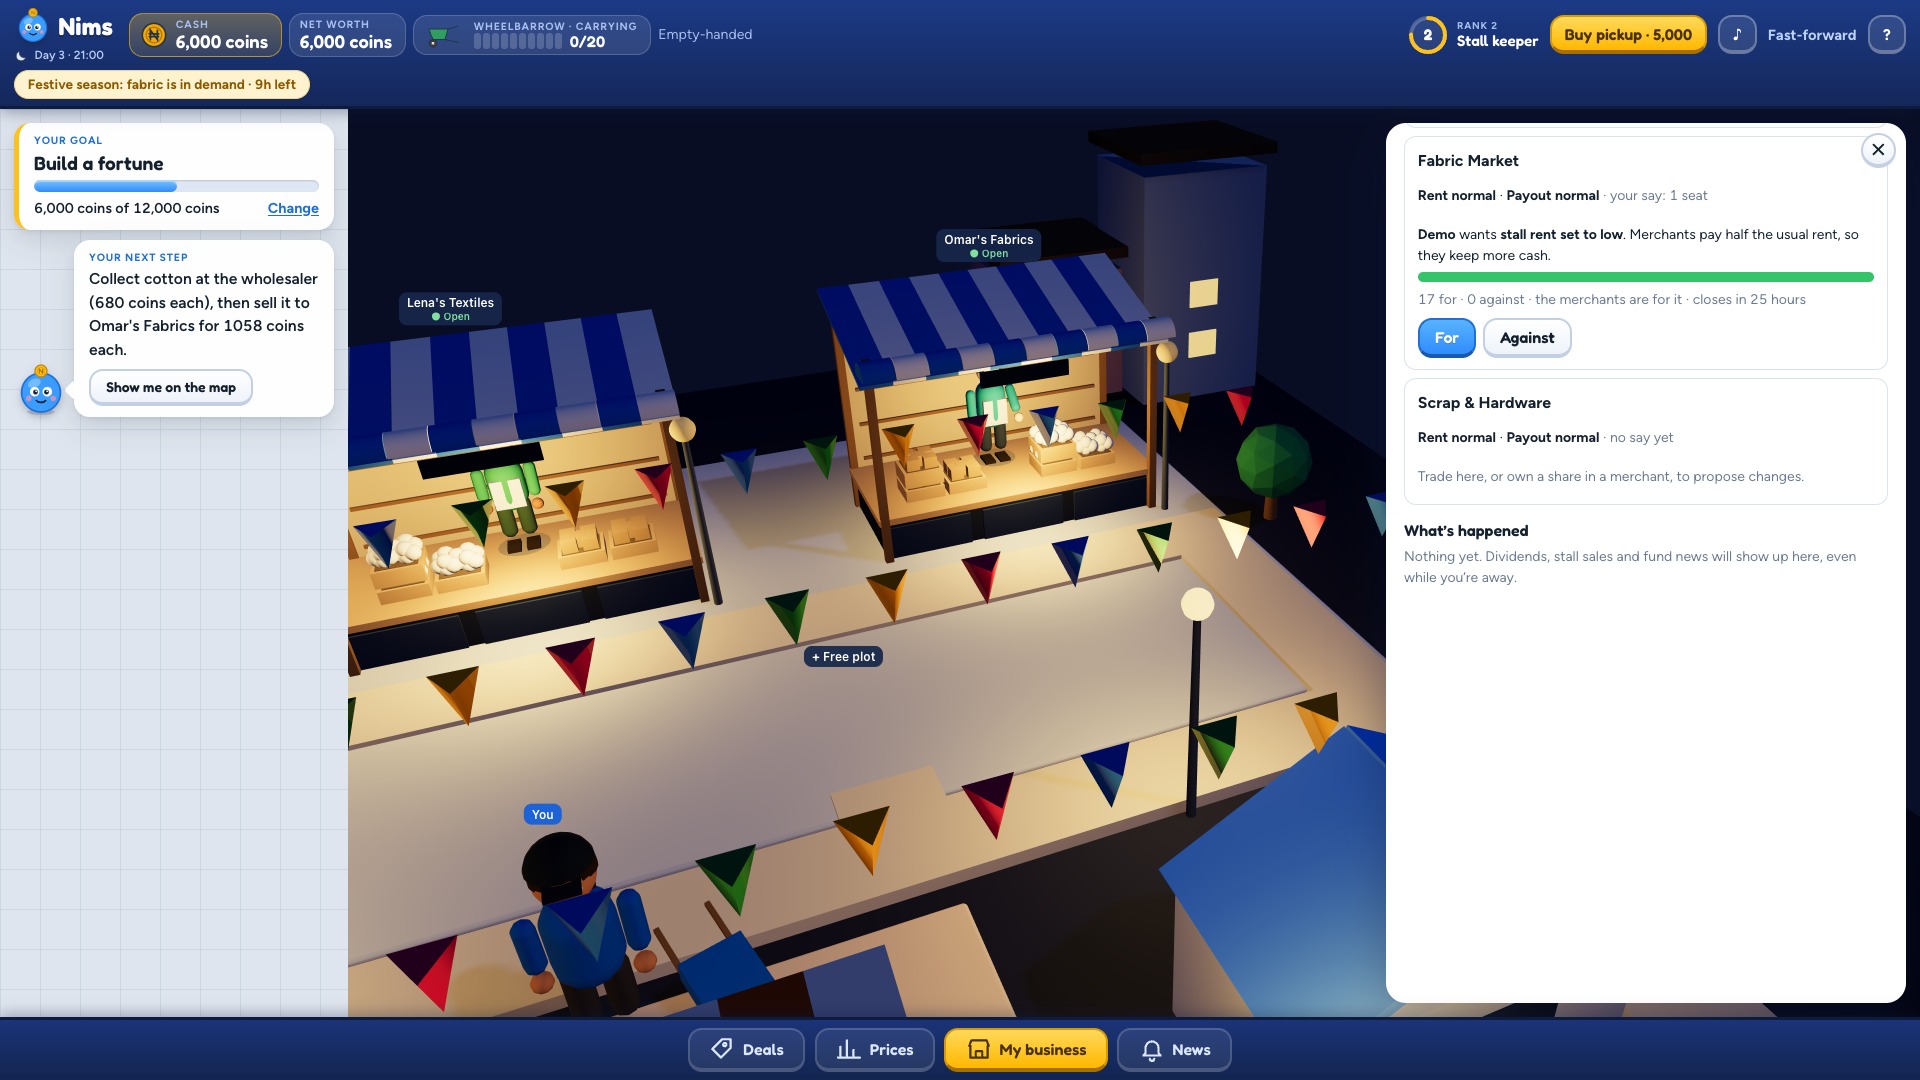 Nims
Day 3 · 21:00
CASH
6,000 coins
NET WORTH
6,000 coins
WHEELBARROW · CARRYING
0/20
Empty-handed
2
RANK 2
Stall keeper
Buy pickup · 5,000
Fast-forward
?
Festive season: fabric is in demand · 9h left
YOUR GOAL
Build a fortune
6,000 coins of 12,000 coins
Change
YOUR NEXT STEP
Collect cotton at the wholesaler
(680 coins each), then sell it to
Omar's Fabrics for 1058 coins
each.
Show me on the map
Lena's Textiles
Open
Omar's Fabrics
Open
+ Free plot
You
Fabric Market
Rent normal · Payout normal · your say: 1 seat
Demo wants stall rent set to low. Merchants pay half the usual rent, so
they keep more cash.
17 for · 0 against · the merchants are for it · closes in 25 hours
For
Against
Scrap & Hardware
Rent normal · Payout normal · no say yet
Trade here, or own a share in a merchant, to propose changes.
What's happened
Nothing yet. Dividends, stall sales and fund news will show up here, even
while you're away.
Deals
Prices
My business
News